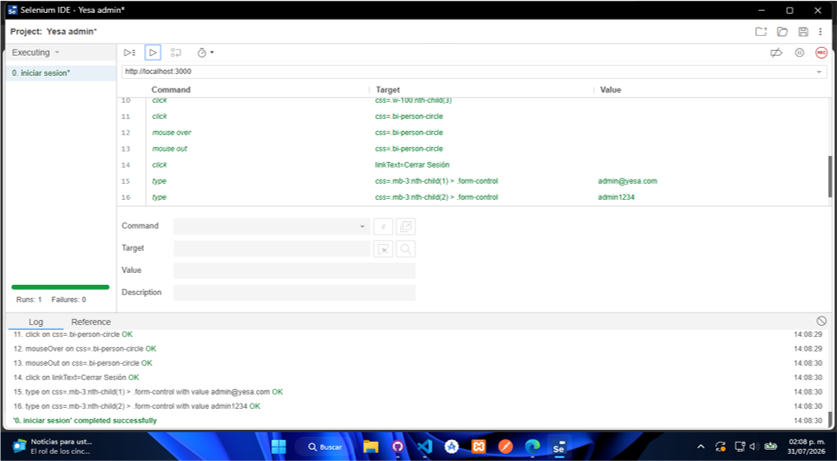 Selenium IDE - Yesa admin*
Project: Yesa admin*
Executing
0. iniciar sesion*
http://localhost:3000
Command Target Value
10 click css=.w-100:nth-child(3)
11 click css=.bi-person-circle
12 mouse over css=.bi-person-circle
13 mouse out css=.bi-person-circle
14 click linkText=Cerrar Sesión
15 type css=.mb-3:nth-child(1) > .form-control admin@yesa.com
16 type css=.mb-3:nth-child(2) > .form-control admin1234
Command //
Target
Value
Description
Runs: 1 Failures: 0
Log Reference
11. click on css=.bi-person-circle OK 14:08:29
12. mouseOver on css=.bi-person-circle OK 14:08:29
13. mouseOut on css=.bi-person-circle OK 14:08:30
14. click on linkText=Cerrar Sesión OK 14:08:30
15. type on css=.mb-3:nth-child(1) > .form-control with value admin@yesa.com OK 14:08:30
16. type on css=.mb-3:nth-child(2) > .form-control with value admin1234 OK 14:08:30
'0. iniciar sesion' completed successfully 14:08:30
Noticias para ust...
El rol de los cinc...
Buscar
Se
02:08 p. m.
31/07/2026
REC